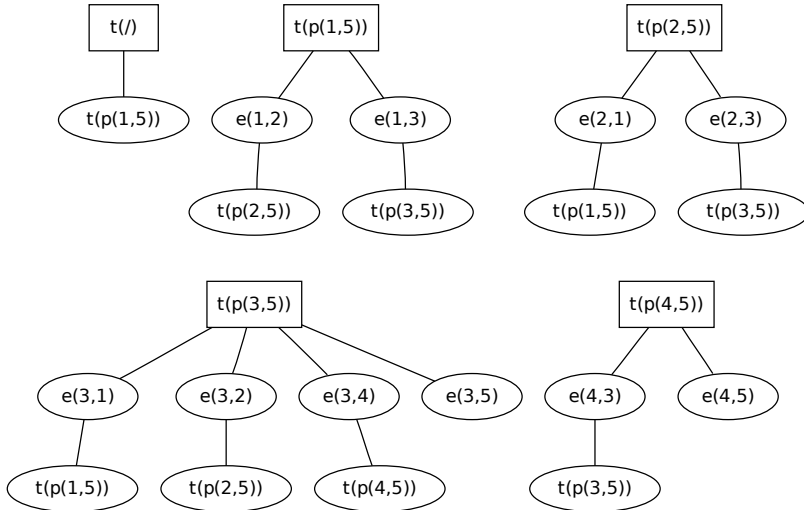 t(/)
t(p(1,5))
t(p(2,5))
t(p(1,5))
e(1,2)
e(1,3)
e(2,1)
e(2,3)
t(p(2,5))
t(p(3,5))
t(p(1,5))
t(p(3,5))
t(p(3,5))
t(p(4,5))
e(3,1)
e(3,2)
e(3,4)
e(3,5)
e(4,3)
e(4,5)
t(p(1,5))
t(p(2,5))
t(p(4,5))
t(p(3,5))